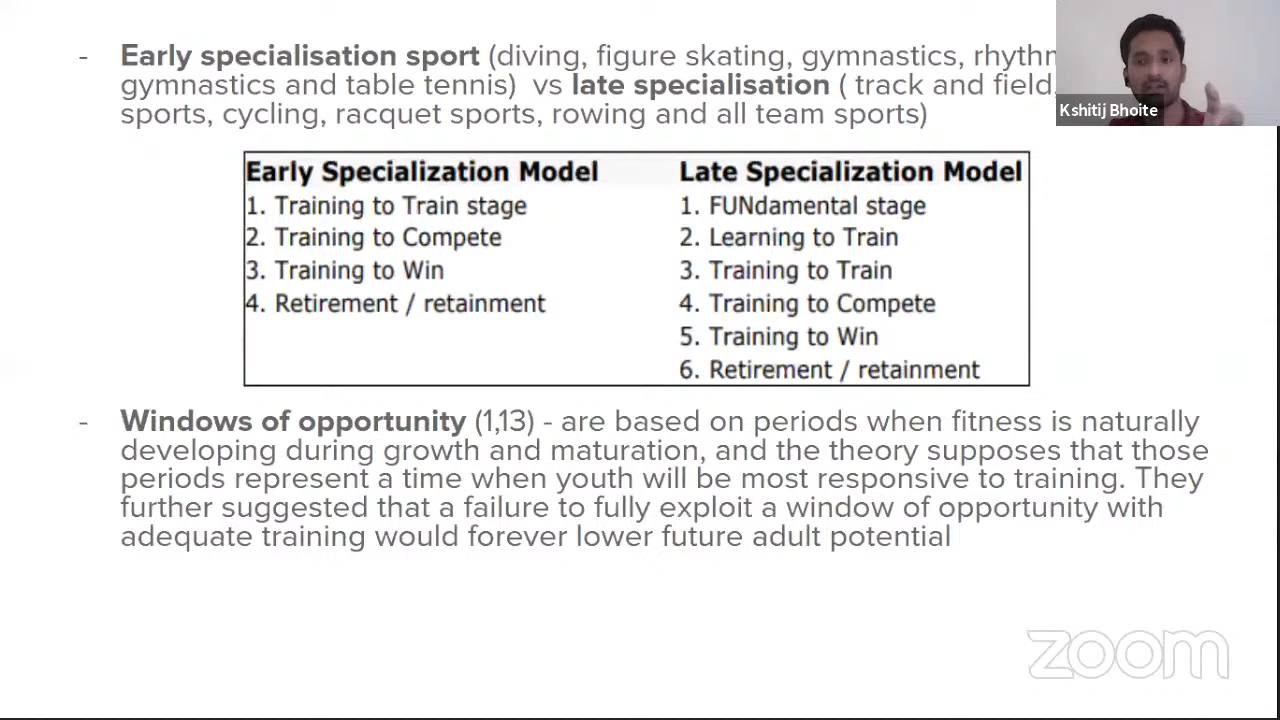 - Early specialisation sport (diving, figure skating, gymnastics,
gymnastics and table tennis) vs late specialisation ( track and field,
sports, cycling, racquet sports, rowing and all team sports)
Kshitij Bhoite
Early Specialization Model Late Specialization Model
1. Training to Train stage 1. FUNdamental stage
2. Training to Compete 2. Learning to Train
3. Training to Win 3. Training to Train
4. Retirement / retainment 4. Training to Compete
5. Training to Win
6. Retirement / retainment
- Windows of opportunity (1,13) - are based on periods when fitness is naturally
developing during growth and maturation, and the theory supposes that those
periods represent a time when youth will be most responsive to training. They
further suggested that a failure to fully exploit a window of opportunity with
adequate training would forever lower future adult potential
zoom